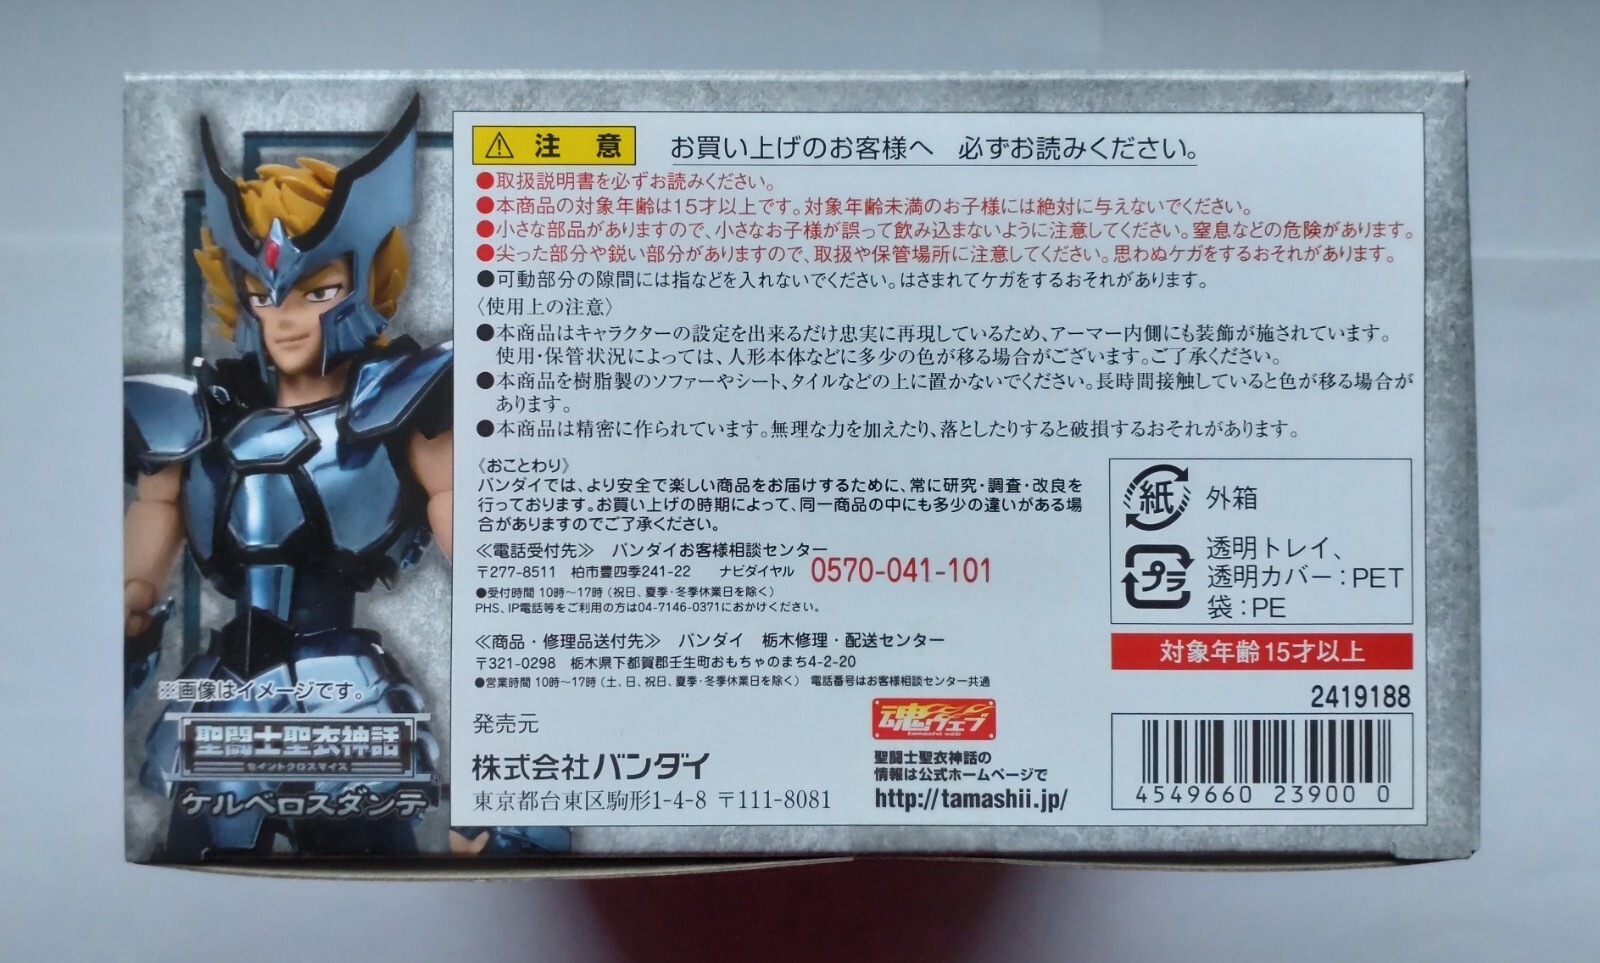 ⚠ 注 意 お買い上げのお客様へ 必ずお読みください。
●取扱説明書を必ずお読みください。
●本商品の対象年齢は15才以上です。対象年齢未満のお子様には絶対に与えないでください。
●小さな部品がありますので、小さなお子様が誤って飲み込まないように注意してください。窒息などの危険があります。
●尖った部分や鋭い部分がありますので、取扱や保管場所に注意してください。思わぬケガをするおそれがあります。
●可動部分の隙間には指などを入れないでください。はさまれてケガをするおそれがあります。
〈使用上の注意〉
●本商品はキャラクターの設定を出来るだけ忠実に再現しているため、アーマー内側にも装飾が施されています。
使用・保管状況によっては、人形本体などに多少の色が移る場合がございます。ご了承ください。
●本商品を樹脂製のソファーやシート、タイルなどの上に置かないでください。長時間接触していると色が移る場合が
あります。
●本商品は精密に作られています。無理な力を加えたり、落としたりすると破損するおそれがあります。
《おことわり》
バンダイでは、より安全で楽しい商品をお届けするために、常に研究・調査・改良を
行っております。お買い上げの時期によって、同一商品の中にも多少の違いがある場
合がありますのでご了承ください。
≪電話受付先≫ バンダイお客様相談センター
〒277-8511 柏市豊四季241-22 ナビダイヤル 0570-041-101
●受付時間 10時〜17時（祝日、夏季・冬季休業日を除く）
PHS、IP電話等をご利用の方は04-7146-0371におかけください。
≪商品・修理品送付先≫ バンダイ 栃木修理・配送センター
〒321-0298 栃木県下都賀郡壬生町おもちゃのまち4-2-20
●営業時間 10時〜17時（土、日、祝日、夏季・冬季休業日を除く） 電話番号はお客様相談センター共通
発売元
株式会社バンダイ
東京都台東区駒形1-4-8 〒111-8081
魂ウェブ
tamashii web
聖闘士聖衣神話の
情報は公式ホームページで
http://tamashii.jp/
紙 外箱
プラ 透明トレイ、
透明カバー：PET
袋：PE
対象年齢15才以上
2419188
4549660 23900 0
※画像はイメージです。
聖闘士聖衣神話
セイントクロスマイス
ケルベロスダンテ